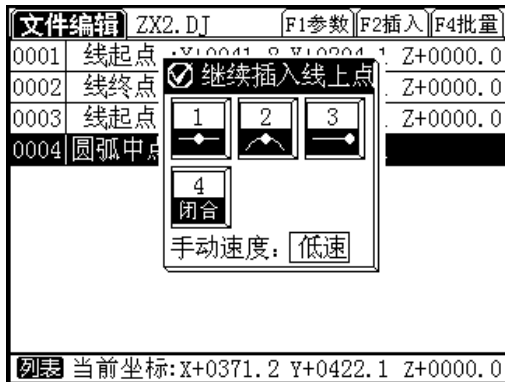 文件编辑 ZX2.DJ F1参数 F2插入 F4批量
0001 线起点 Z+0000.0
0002 线终点 Z+0000.0
0003 线起点 Z+0000.0
0004 圆弧中点
继续插入线上点
1 2 3
4
闭合
手动速度: 低速
列表 当前坐标:X+0371.2 Y+0422.1 Z+0000.0